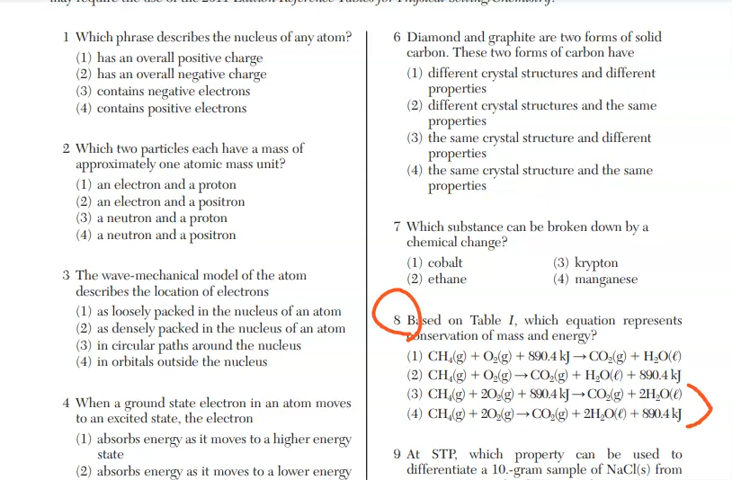 may require the use of the 2011 Edition Reference Tables for Physical Setting/Chemistry.
1 Which phrase describes the nucleus of any atom?
(1) has an overall positive charge
(2) has an overall negative charge
(3) contains negative electrons
(4) contains positive electrons
2 Which two particles each have a mass of
approximately one atomic mass unit?
(1) an electron and a proton
(2) an electron and a positron
(3) a neutron and a proton
(4) a neutron and a positron
3 The wave-mechanical model of the atom
describes the location of electrons
(1) as loosely packed in the nucleus of an atom
(2) as densely packed in the nucleus of an atom
(3) in circular paths around the nucleus
(4) in orbitals outside the nucleus
4 When a ground state electron in an atom moves
to an excited state, the electron
(1) absorbs energy as it moves to a higher energy
state
(2) absorbs energy as it moves to a lower energy
6 Diamond and graphite are two forms of solid
carbon. These two forms of carbon have
(1) different crystal structures and different
properties
(2) different crystal structures and the same
properties
(3) the same crystal structure and different
properties
(4) the same crystal structure and the same
properties
7 Which substance can be broken down by a
chemical change?
(1) cobalt (3) krypton
(2) ethane (4) manganese
8 Based on Table I, which equation represents
conservation of mass and energy?
(1) CH₄(g) + O₂(g) + 890.4 kJ → CO₂(g) + H₂O(ℓ)
(2) CH₄(g) + O₂(g) → CO₂(g) + H₂O(ℓ) + 890.4 kJ
(3) CH₄(g) + 2O₂(g) + 890.4 kJ → CO₂(g) + 2H₂O(ℓ)
(4) CH₄(g) + 2O₂(g) → CO₂(g) + 2H₂O(ℓ) + 890.4 kJ
9 At STP, which property can be used to
differentiate a 10.-gram sample of NaCl(s) from